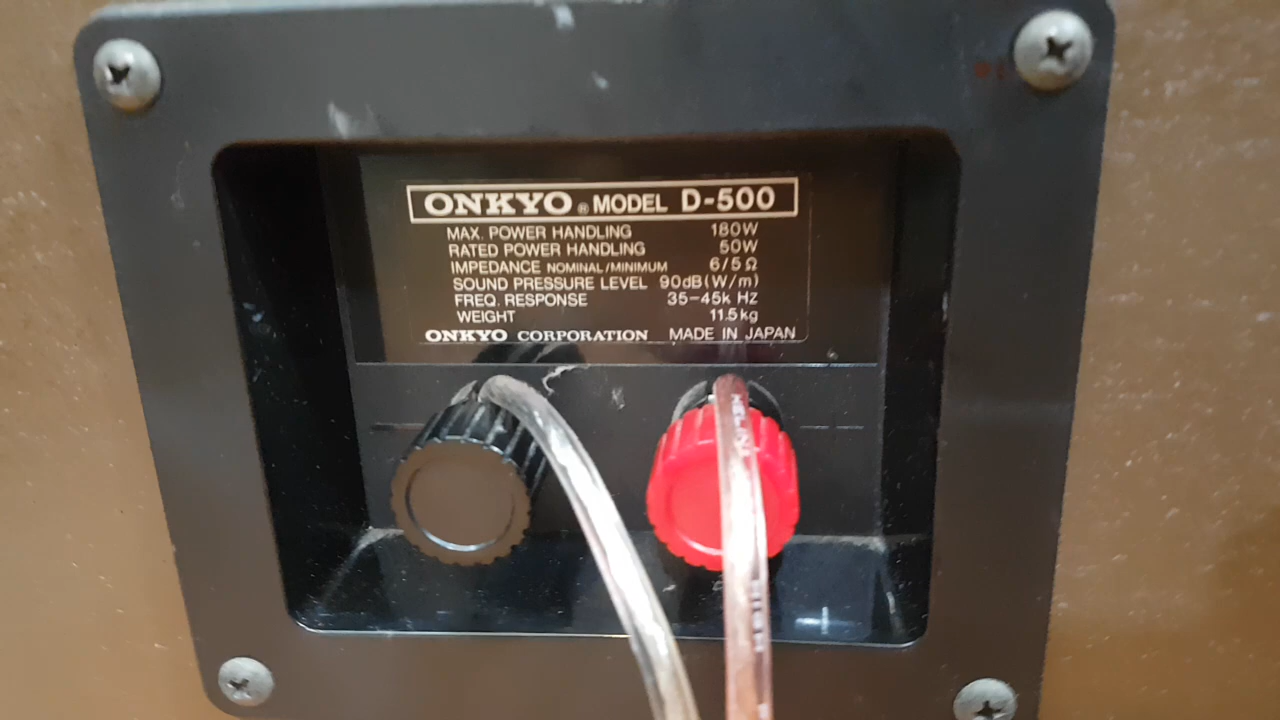 ONKYO® MODEL D-500
MAX. POWER HANDLING 180W
RATED POWER HANDLING 50W
IMPEDANCE NOMINAL/MINIMUM 6/5Ω
SOUND PRESSURE LEVEL 90dB(W/m)
FREQ. RESPONSE 35-45k Hz
WEIGHT 11.5kg
ONKYO CORPORATION MADE IN JAPAN